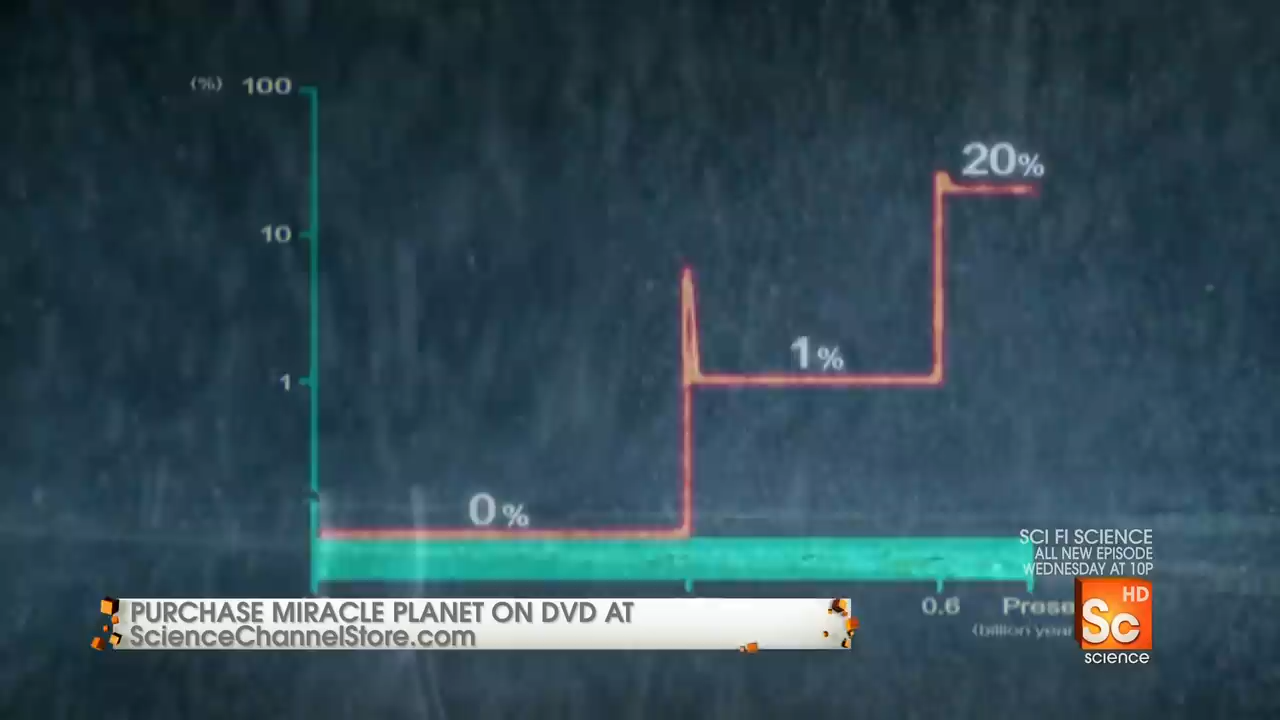 (%) 100
20%
10
1%
1
0%
SCI FI SCIENCE
ALL NEW EPISODE
WEDNESDAY AT 10P
0.6
PURCHASE MIRACLE PLANET ON DVD AT
ScienceChannelStore.com
HD
Sc
science